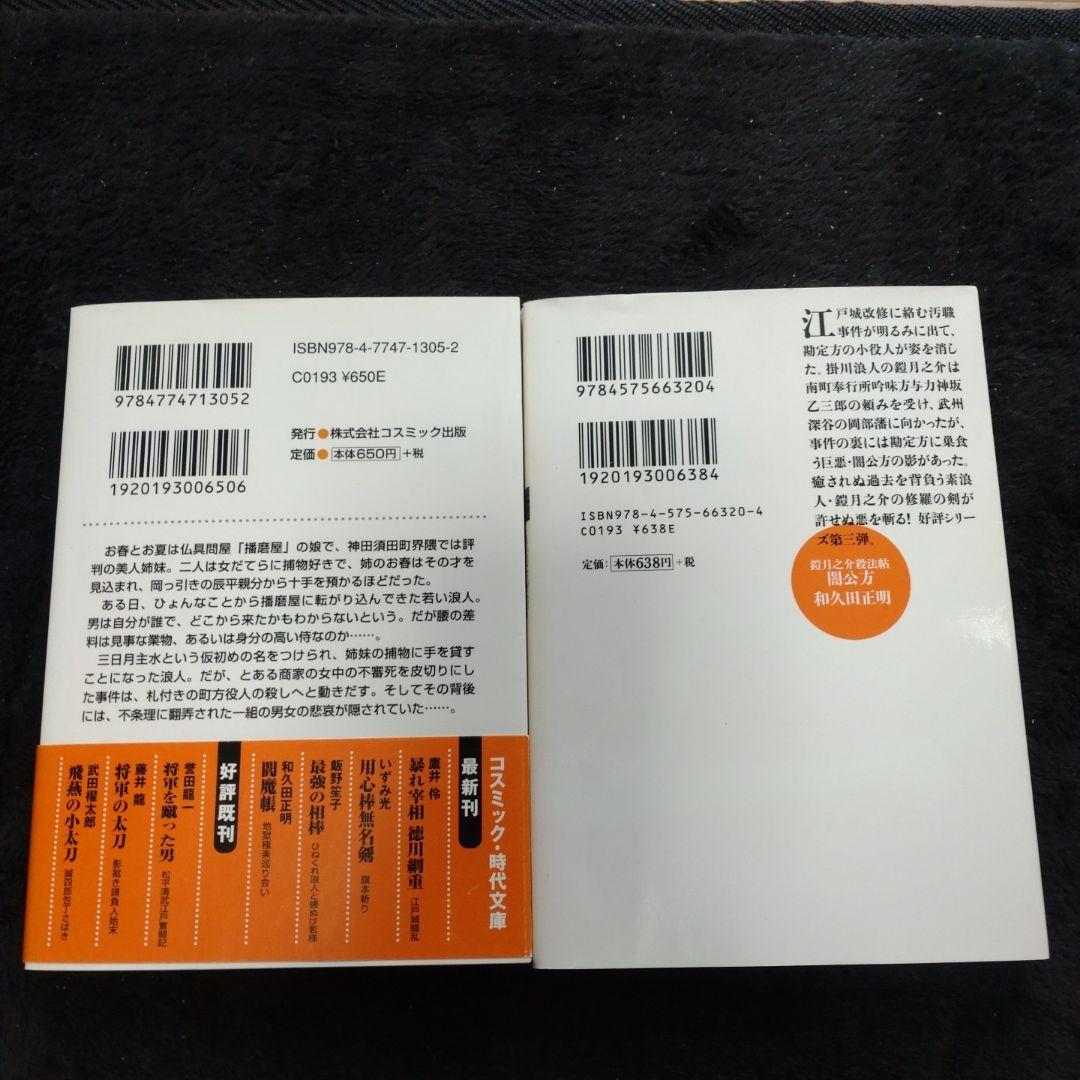 ISBN978-4-7747-1305-2
C0193 ¥650E
9784774713052
発行●株式会社コスミック出版
定価●本体650円+税
1920193006506
お春とお夏は仏具問屋「播磨屋」の娘で、神田須田町界隈では評
判の美人姉妹。二人は女だてらに捕物好きで、姉のお春はその才を
見込まれ、岡っ引きの辰平親分から十手を預かるほどだった。
ある日、ひょんなことから播磨屋に転がり込んできた若い浪人。
男は自分が誰で、どこから来たかもわからないという。だが腰の差
料は見事な業物、あるいは身分の高い侍なのか……。
三日月主水という仮初めの名をつけられ、姉妹の捕物に手を貸す
ことになった浪人。だが、とある商家の女中の不審死を皮切りにし
た事件は、札付きの町方役人の殺しへと動きだす。そしてその背後
には、不条理に翻弄された一組の男女の悲哀が隠されていた……。
コスミック・時代文庫
最新刊
鷹井 伶
暴れ宰相 徳川綱重 江戸城騒乱
いずみ光
用心棒無名剣 旗本斬り
飯野笙子
最強の相棒 ひねくれ浪人と腰ぬけ若様
和久田正明
閻魔帳 地獄極楽巡り会い
好評既刊
誉田龍一
将軍を蹴った男 松平清武江戸奮闘記
藤井 龍
将軍の太刀 影裁き請負人始末
武田櫂太郎
飛燕の小太刀 誠四郎包丁さばき
9784575663204
1920193006384
ISBN978-4-575-66320-4
C0193 ¥638E
定価：本体638円+税
江戸城改修に絡む汚職
事件が明るみに出て、
勘定方の小役人が姿を消し
た。掛川浪人の鎧月之介は
南町奉行所吟味方与力神坂
乙三郎の頼みを受け、武州
深谷の岡部藩に向かったが、
事件の裏には勘定方に巣食
う巨悪・闇公方の影があった。
癒されぬ過去を背負う素浪
人・鎧月之介の修羅の剣が
許せぬ悪を斬る! 好評シリー
ズ第三弾。
鎧月之介殺法帖
闇公方
和久田正明